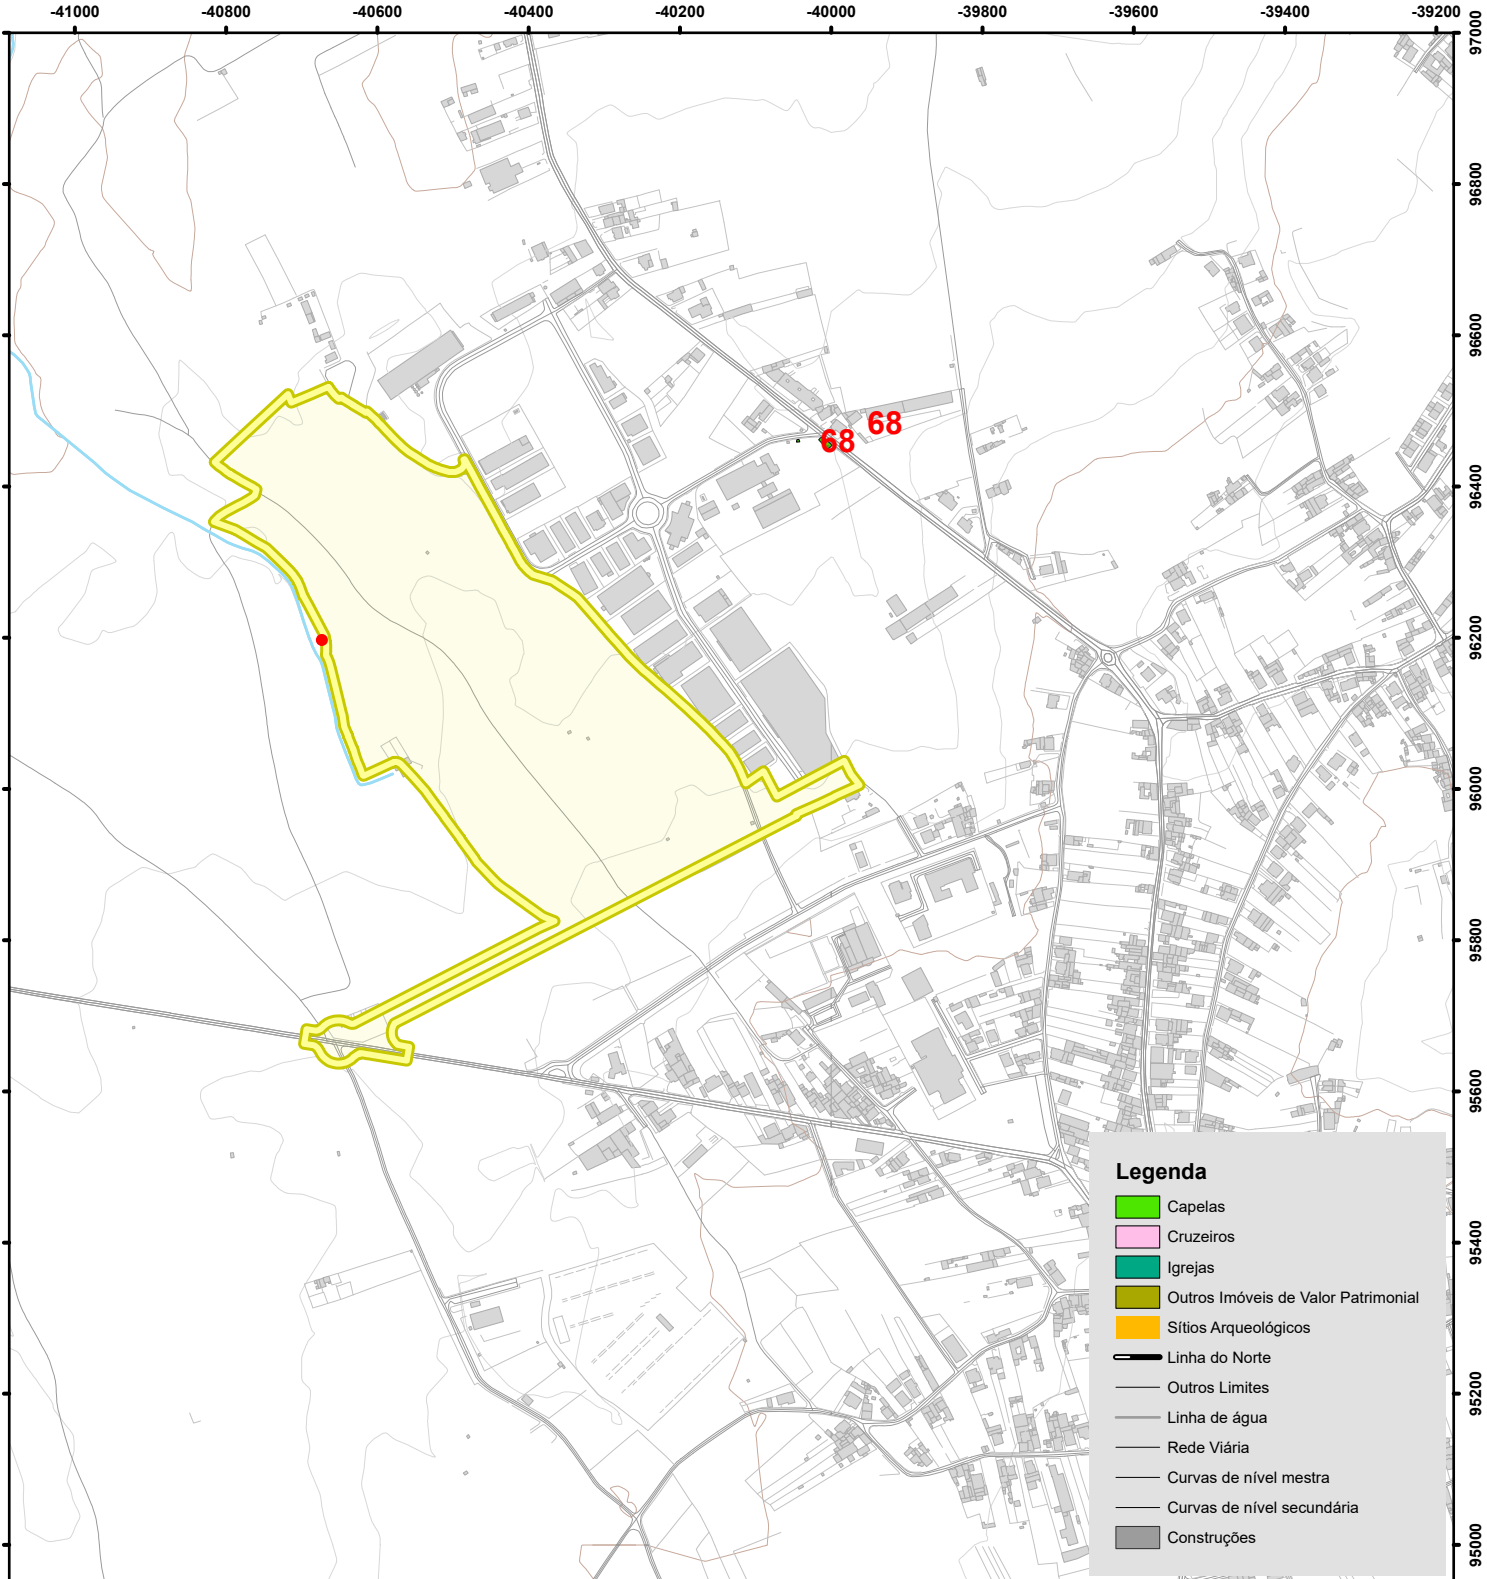 -41000 -40800 -40600 -40400 -40200 -40000 -39800 -39600 -39400 -39200
97000
96800
96600
68
68
96400
96200
96000
95800
95600
Legenda
Capelas
Cruzeiros
Igrejas
Outros Imóveis de Valor Patrimonial
Sítios Arqueológicos
Linha do Norte
Outros Limites
Linha de água
Rede Viária
Curvas de nível mestra
Curvas de nível secundária
Construções
95400
95200
95000